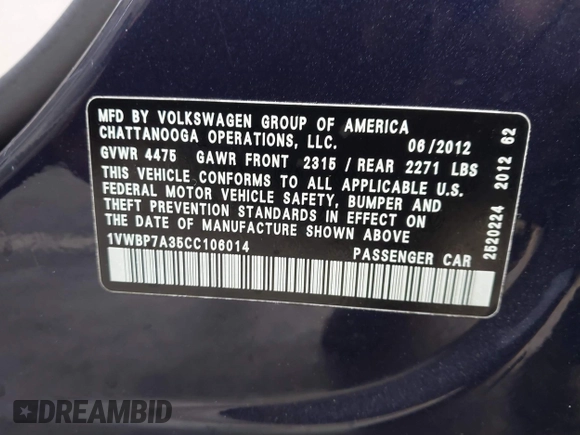 MFD BY VOLKSWAGEN GROUP OF AMERICA
CHATTANOOGA OPERATIONS, LLC. 06/2012
GVWR 4475 GAWR FRONT 2315 / REAR 2271 LBS
THIS VEHICLE CONFORMS TO ALL APPLICABLE U.S.
FEDERAL MOTOR VEHICLE SAFETY, BUMPER AND
THEFT PREVENTION STANDARDS IN EFFECT ON
THE DATE OF MANUFACTURE SHOWN ABOVE
1VWBP7A35CC106014 PASSENGER CAR
2520224 2012 62
DREAMBID